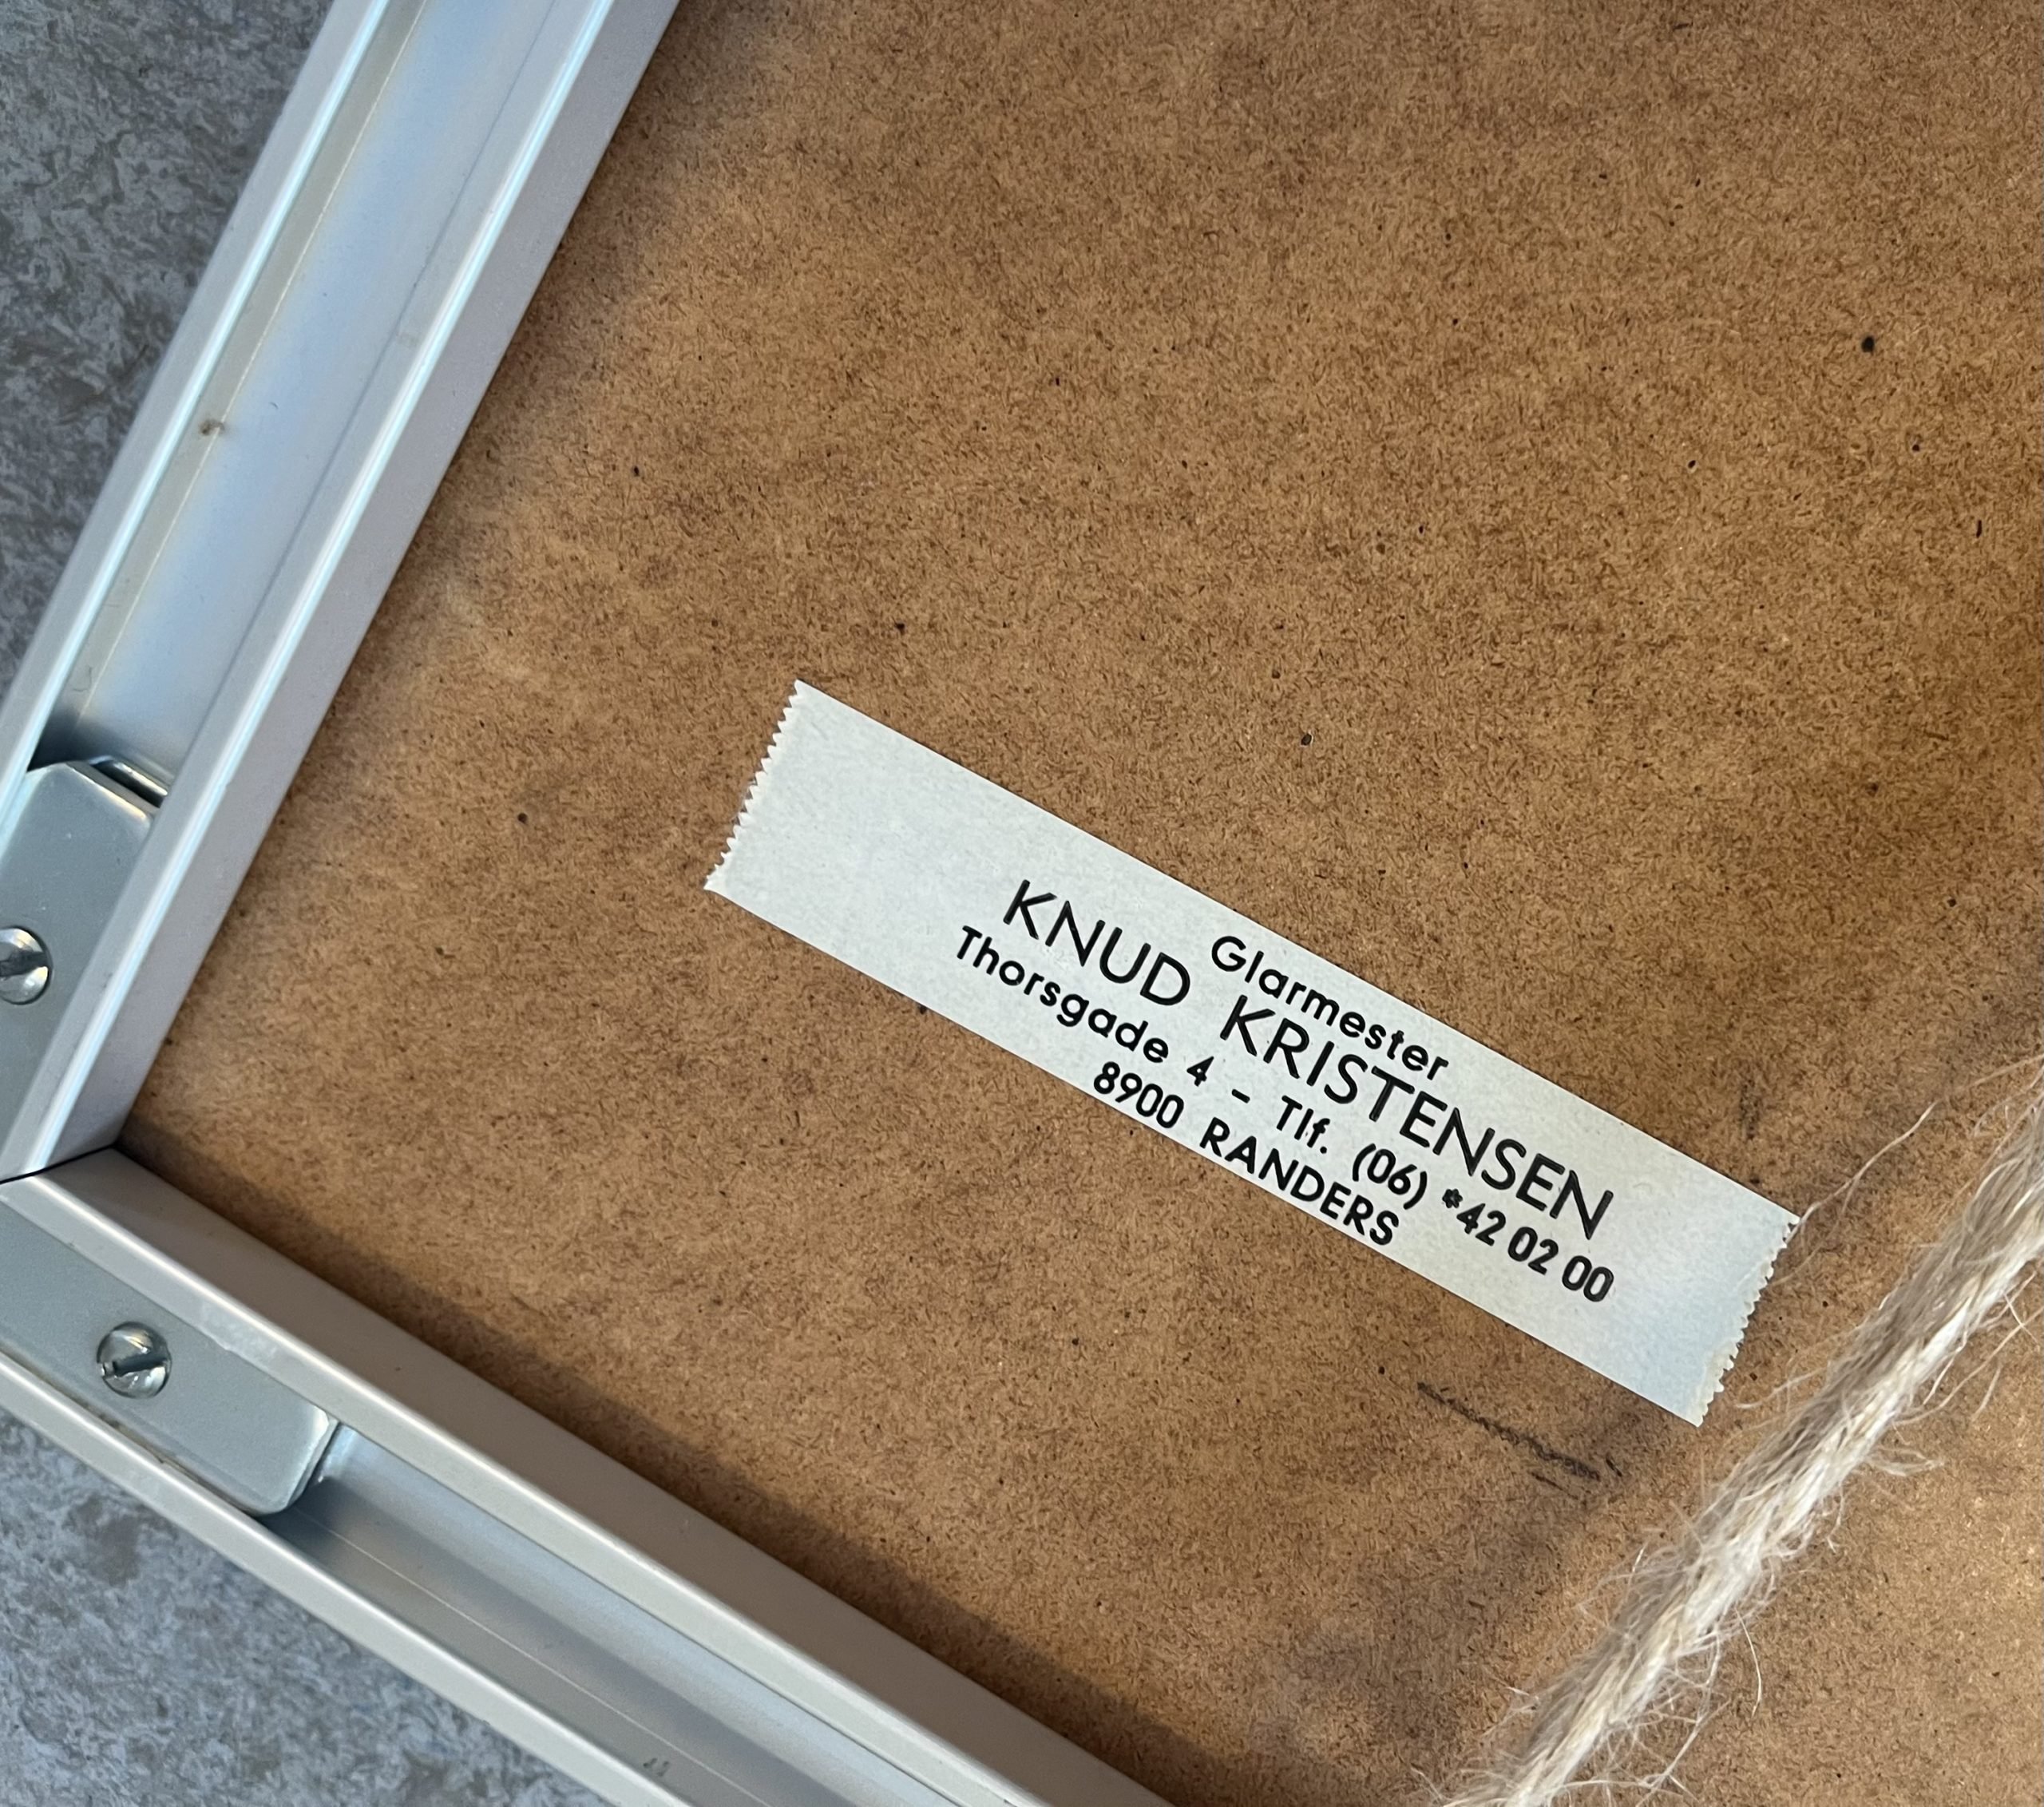 Glarmester
KNUD KRISTENSEN
Thorsgade 4 - Tlf. (06) *42 02 00
8900 RANDERS